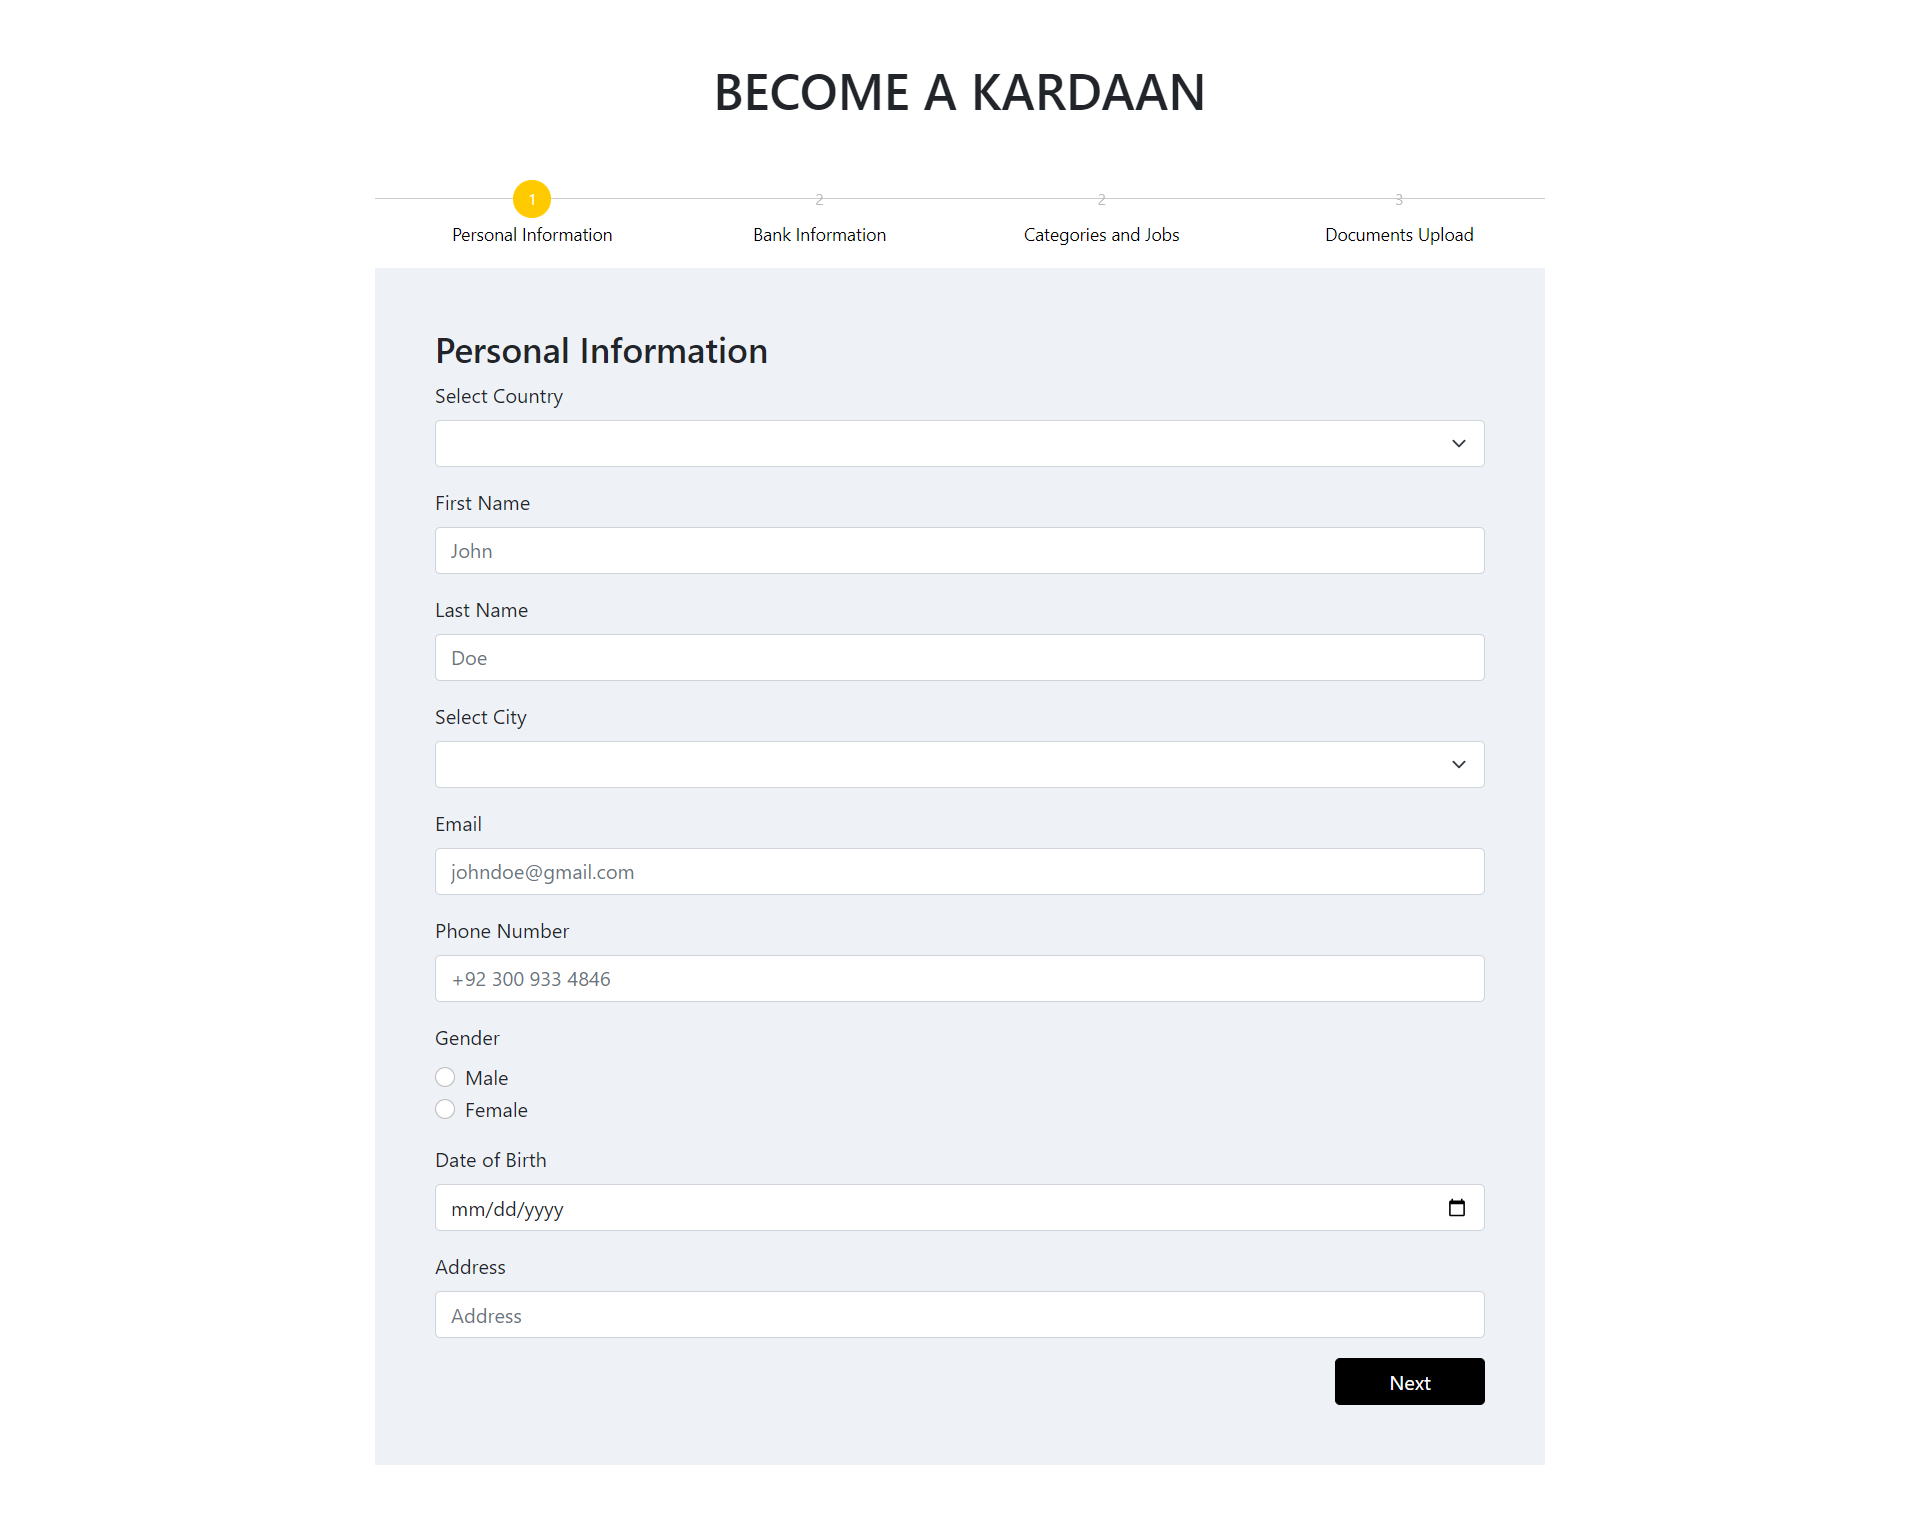 BECOME A KARDAAN
1 2 2 3
Personal Information Bank Information Categories and Jobs Documents Upload
Personal Information
Select Country
First Name
John
Last Name
Doe
Select City
Email
johndoe@gmail.com
Phone Number
+92 300 933 4846
Gender
Male
Female
Date of Birth
mm/dd/yyyy
Address
Address
Next